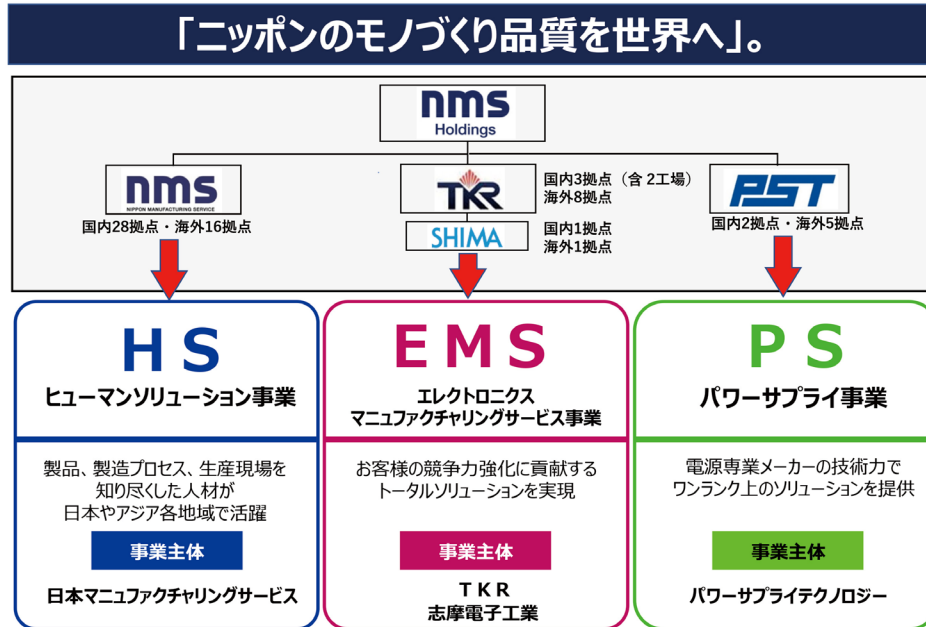 「ニッポンのモノづくり品質を世界へ」。
nms
Holdings
nms
NIPPON MANUFACTURING SERVICE
国内28拠点・海外16拠点
TKR
国内3拠点（含 2工場）
海外8拠点
SHIMA
国内1拠点
海外1拠点
PST
国内2拠点・海外5拠点
HS
ヒューマンソリューション事業
製品、製造プロセス、生産現場を
知り尽くした人材が
日本やアジア各地域で活躍
事業主体
日本マニュファクチャリングサービス
EMS
エレクトロニクス
マニュファクチャリングサービス事業
お客様の競争力強化に貢献する
トータルソリューションを実現
事業主体
TKR
志摩電子工業
PS
パワーサプライ事業
電源専業メーカーの技術力で
ワンランク上のソリューションを提供
事業主体
パワーサプライテクノロジー